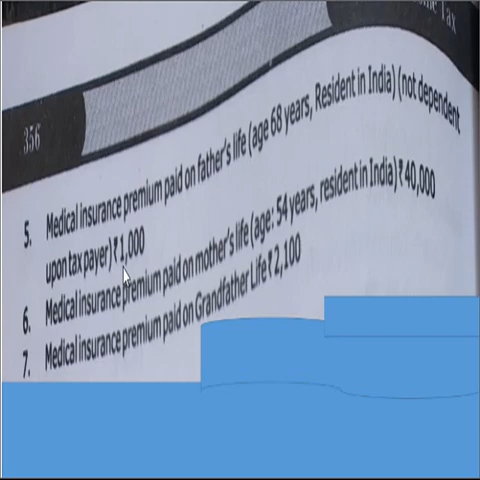 ome Tax
356
5. Medical insurance premium paid on father's life (age 68 years, Resident in India) (not dependent
upon tax payer) ₹ 1,000
6. Medical insurance premium paid on mother's life (age: 54 years, resident in India) ₹ 40,000
7. Medical insurance premium paid on Grandfather Life ₹ 2,100